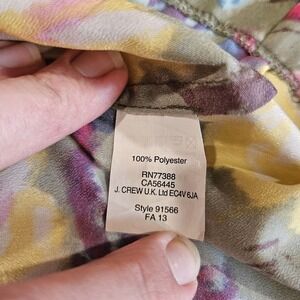 100% Polyester
RN77388
CA56445
J. CREW U.K. Ltd EC4V 6JA
Style 91566
FA 13